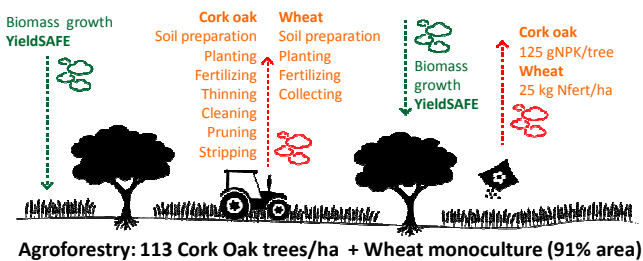 Biomass growth
YieldSAFE
Cork oak
Soil preparation
Planting
Fertilizing
Thinning
Cleaning
Pruning
Stripping
Wheat
Soil preparation
Planting
Fertilizing
Collecting
Biomass
growth
YieldSAFE
Cork oak
125 gNPK/tree
Wheat
25 kg Nfert/ha
Agroforestry: 113 Cork Oak trees/ha + Wheat monoculture (91% area)